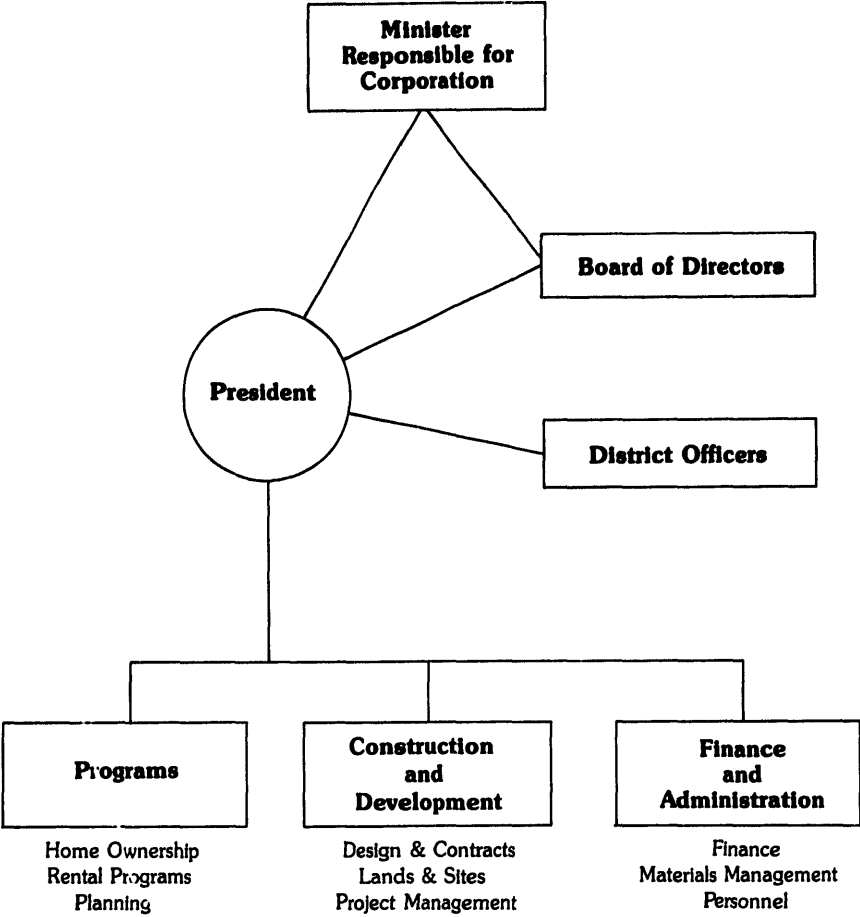 Minister
Responsible for
Corporation
Board of Directors
President
District Officers
Programs
Construction
and
Development
Finance
and
Administration
Home Ownership
Rental Programs
Planning
Design & Contracts
Lands & Sites
Project Management
Finance
Materials Management
Personnel